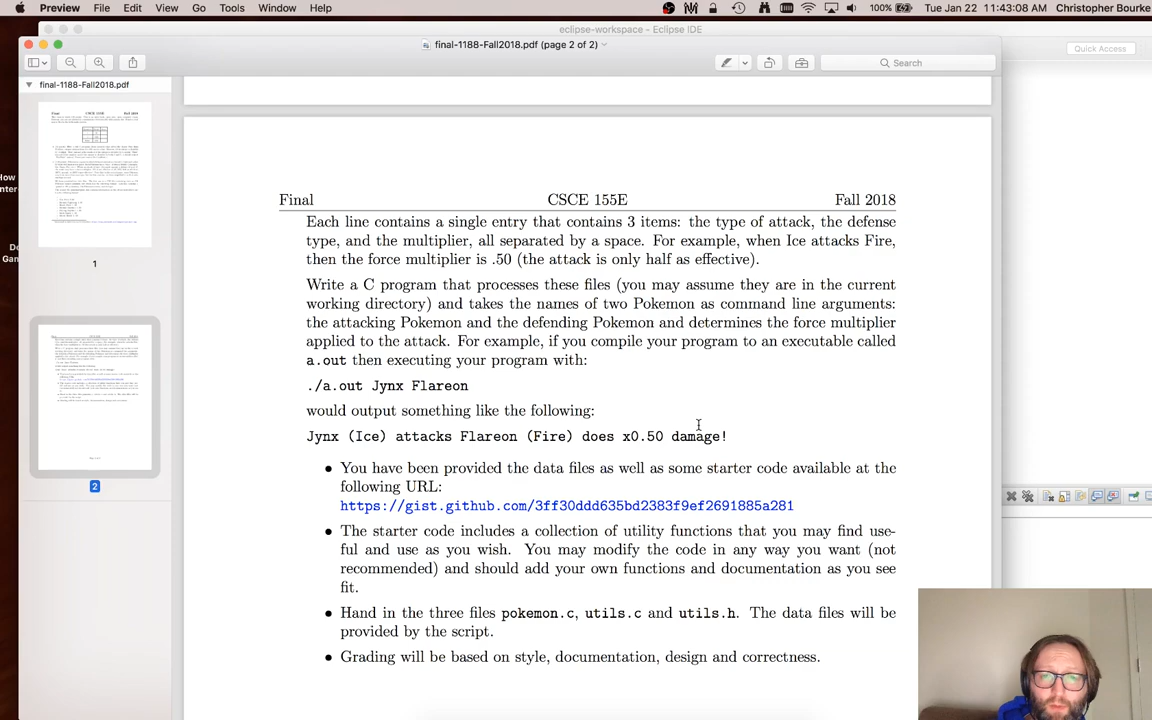 Preview File Edit View Go Tools Window Help 100% Tue Jan 22 11:43:08 AM Christopher Bourke
eclipse-workspace - Eclipse IDE
final-1188-Fall2018.pdf (page 2 of 2)
Quick Access
Search
final-1188-Fall2018.pdf
1
2
Final CSCE 155E Fall 2018
Each line contains a single entry that contains 3 items: the type of attack, the defense
type, and the multiplier, all separated by a space. For example, when Ice attacks Fire,
then the force multiplier is .50 (the attack is only half as effective).
Write a C program that processes these files (you may assume they are in the current
working directory) and takes the names of two Pokemon as command line arguments:
the attacking Pokemon and the defending Pokemon and determines the force multiplier
applied to the attack. For example, if you compile your program to an executable called
a.out then executing your program with:
./a.out Jynx Flareon
would output something like the following:
Jynx (Ice) attacks Flareon (Fire) does x0.50 damage!
• You have been provided the data files as well as some starter code available at the
following URL:
https://gist.github.com/3ff30ddd635bd2383f9ef2691885a281
• The starter code includes a collection of utility functions that you may find use-
ful and use as you wish. You may modify the code in any way you want (not
recommended) and should add your own functions and documentation as you see
fit.
• Hand in the three files pokemon.c, utils.c and utils.h. The data files will be
provided by the script.
• Grading will be based on style, documentation, design and correctness.